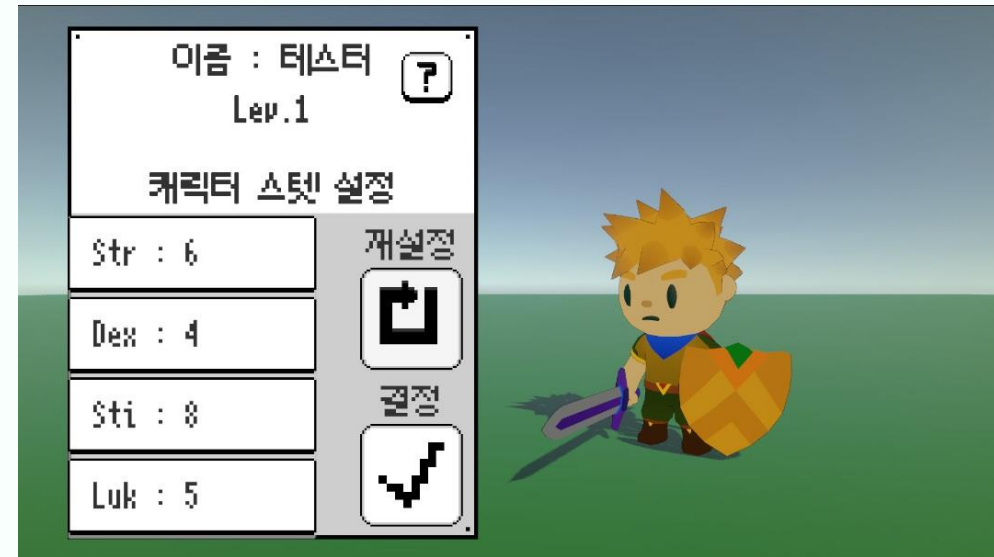 이름 : 테스터
?
Lev.1
캐릭터 스텟 설정
Str : 6
재설정
Dex : 4
Sti : 8
결정
Luk : 5